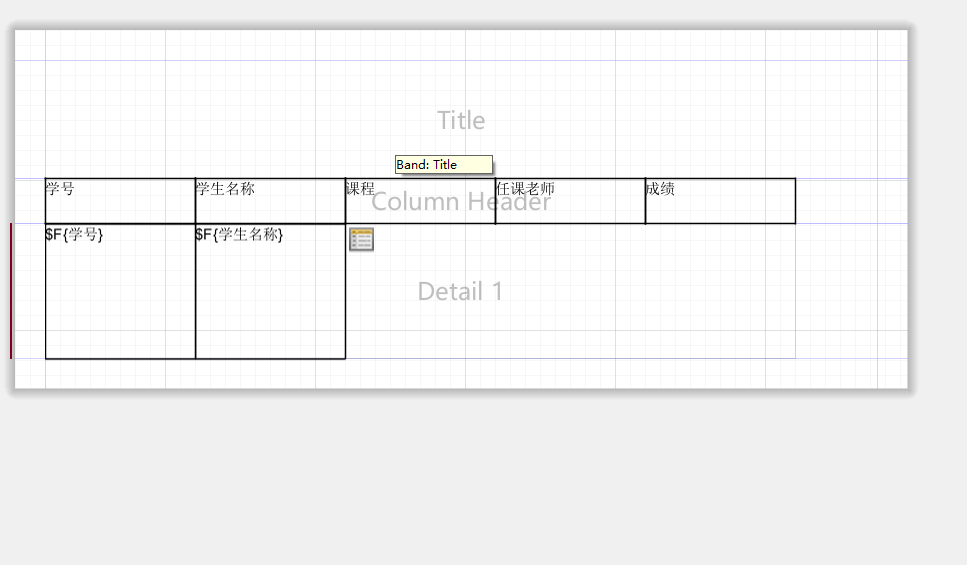 Title
Band: Title
学号 学生名称 课程 任课老师 成绩
Column Header
$F{学号} $F{学生名称}
Detail 1